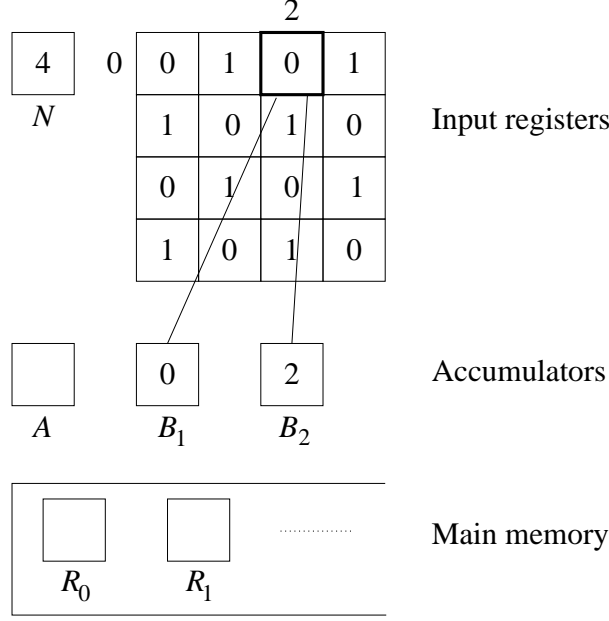 2
4 0 0 1 0 1
N
1 0 1 0
Input registers
0 1 0 1
1 0 1 0
0 2
Accumulators
A B1 B2
Main memory
R0 R1